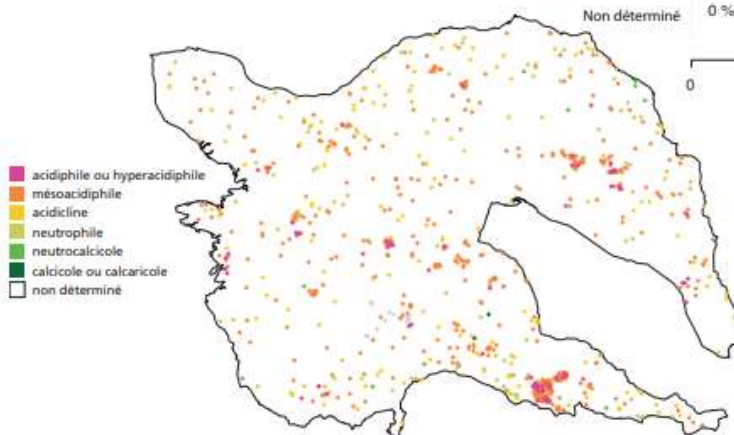 Non déterminé 0 %
0
acidiphile ou hyperacidiphile
mésoacidiphile
acidicline
neutrophile
neutrocalcicole
calcicole ou calcaricole
non déterminé